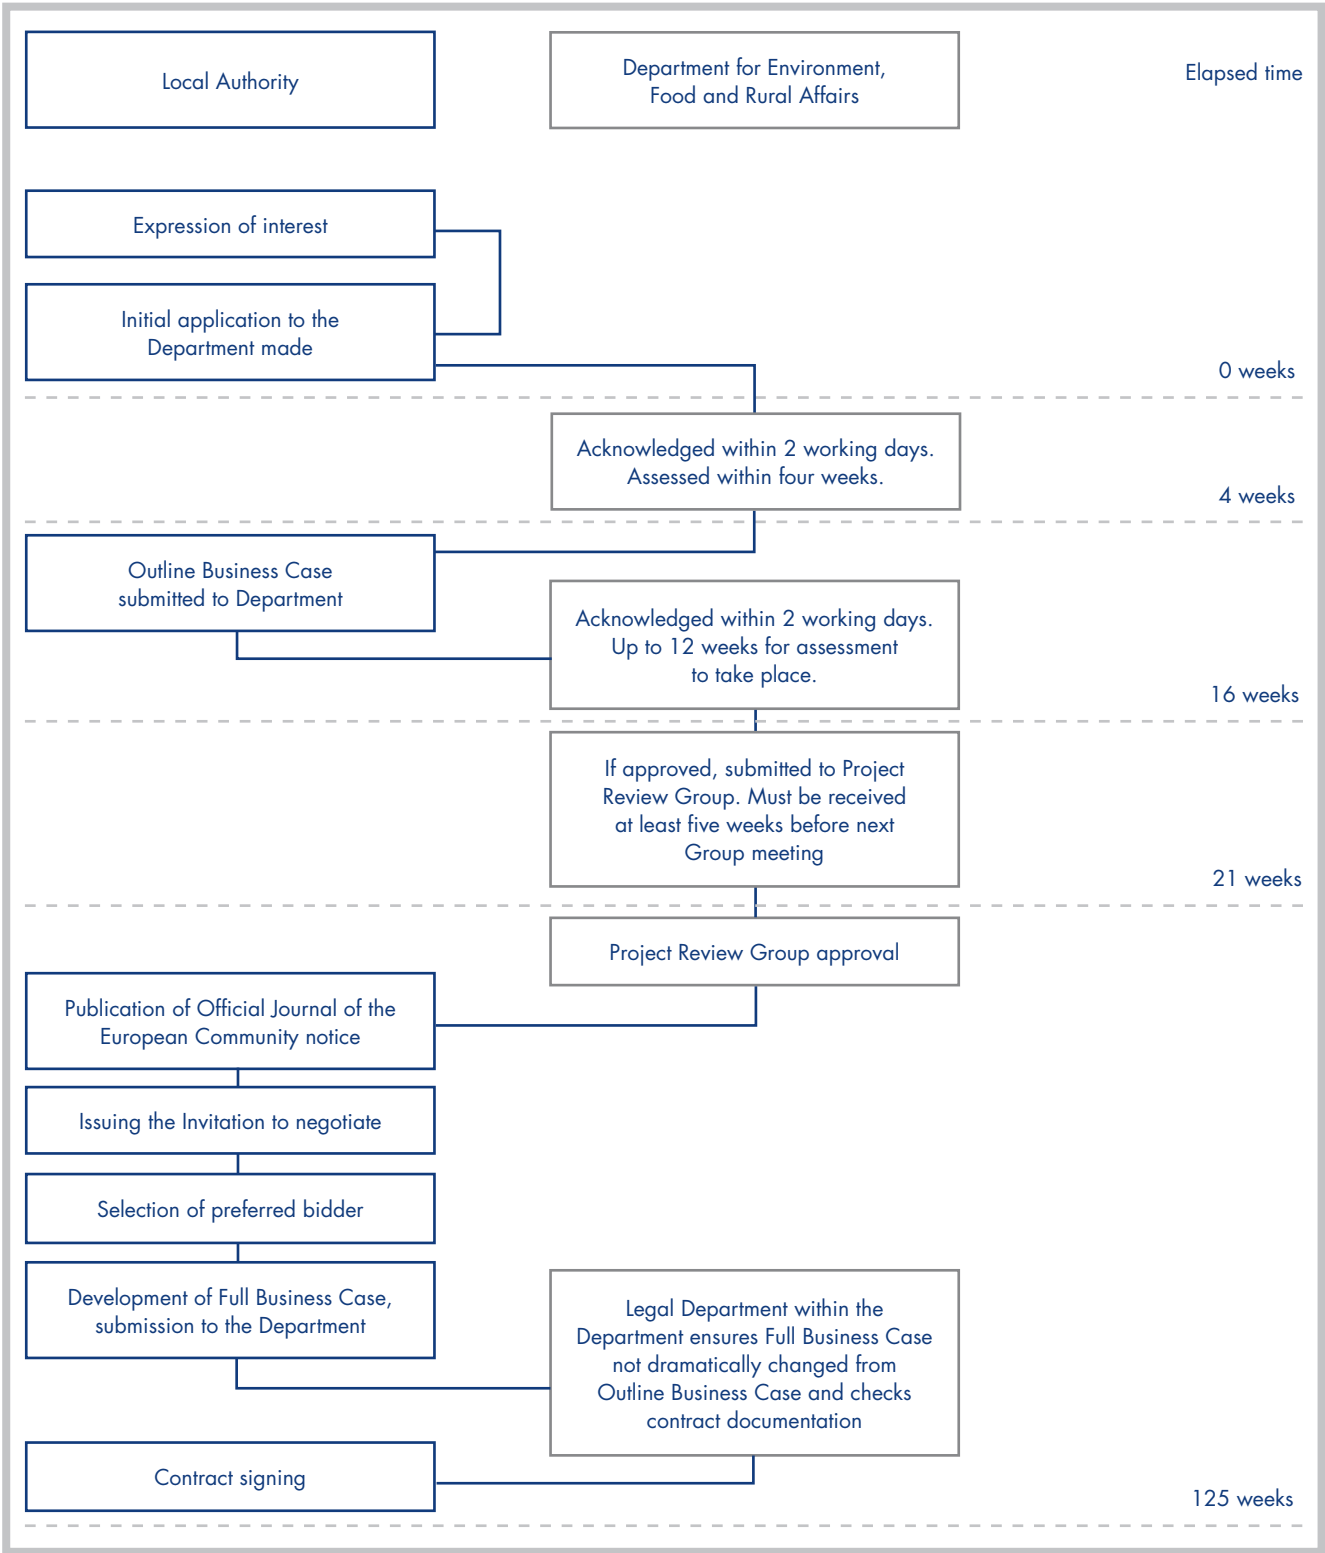 Local Authority
Department for Environment,
Food and Rural Affairs
Elapsed time
Expression of interest
Initial application to the
Department made
0 weeks
Acknowledged within 2 working days.
Assessed within four weeks.
4 weeks
Outline Business Case
submitted to Department
Acknowledged within 2 working days.
Up to 12 weeks for assessment
to take place.
16 weeks
If approved, submitted to Project
Review Group. Must be received
at least five weeks before next
Group meeting
21 weeks
Project Review Group approval
Publication of Official Journal of the
European Community notice
Issuing the Invitation to negotiate
Selection of preferred bidder
Development of Full Business Case,
submission to the Department
Legal Department within the
Department ensures Full Business Case
not dramatically changed from
Outline Business Case and checks
contract documentation
Contract signing
125 weeks